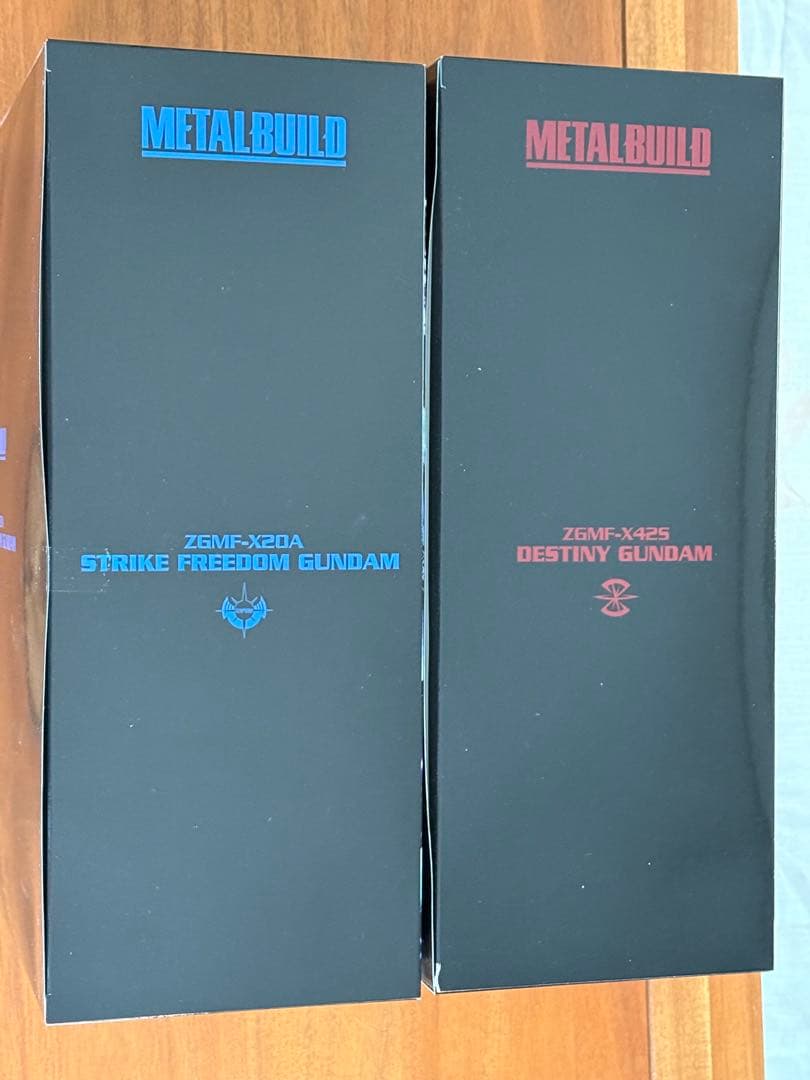 METALBUILD
ZGMF-X20A
STRIKE FREEDOM GUNDAM
METALBUILD
ZGMF-X42S
DESTINY GUNDAM